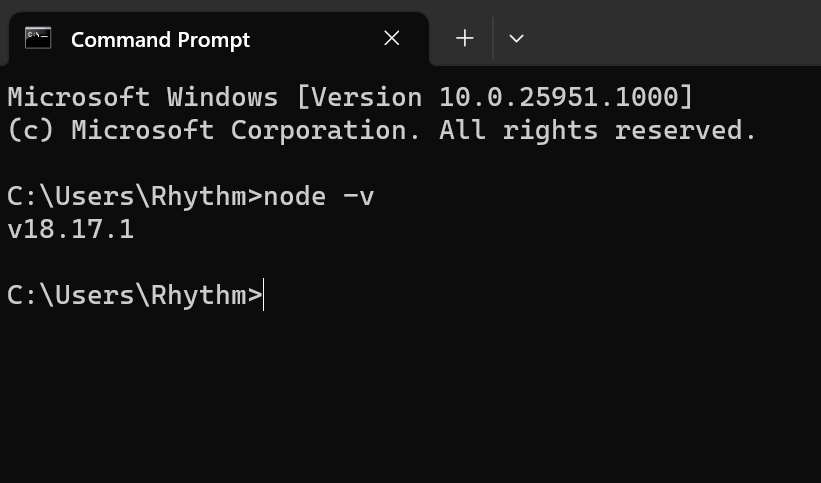 Command Prompt
Microsoft Windows [Version 10.0.25951.1000]
(c) Microsoft Corporation. All rights reserved.
C:\Users\Rhythm>node -v
v18.17.1
C:\Users\Rhythm>